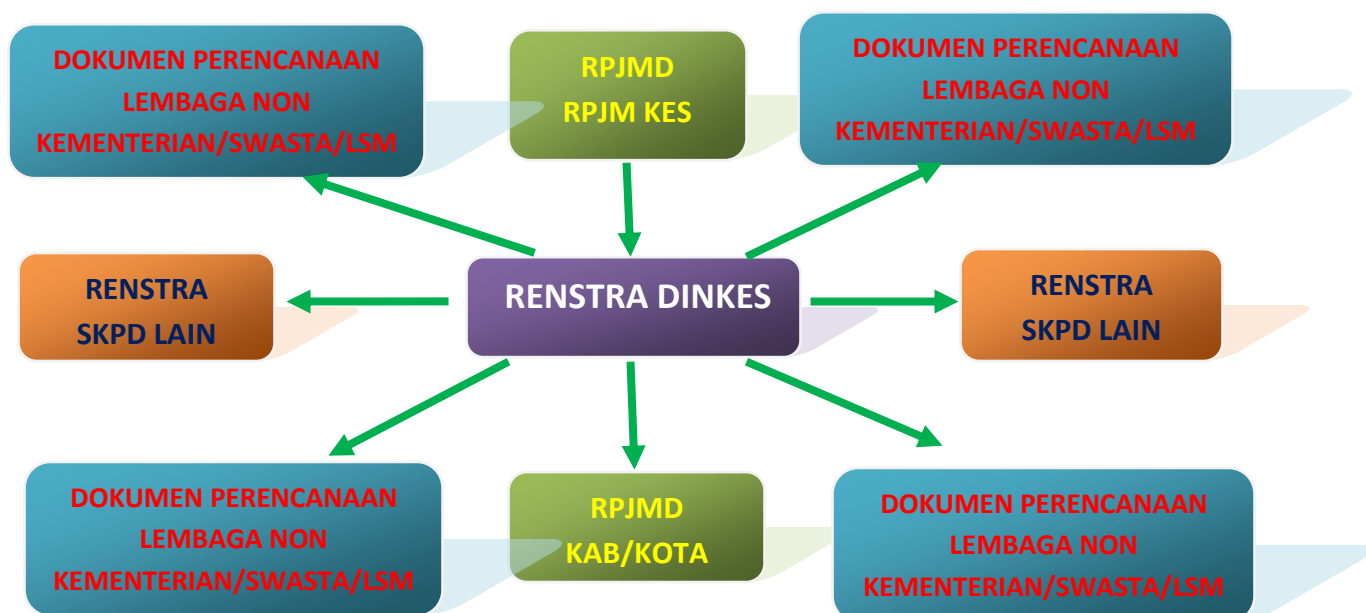 DOKUMEN PERENCANAAN
LEMBAGA NON
KEMENTERIAN/SWASTA/LSM
RPJMD
RPJM KES
DOKUMEN PERENCANAAN
LEMBAGA NON
KEMENTERIAN/SWASTA/LSM
RENSTRA
SKPD LAIN
RENSTRA DINKES
RENSTRA
SKPD LAIN
DOKUMEN PERENCANAAN
LEMBAGA NON
KEMENTERIAN/SWASTA/LSM
RPJMD
KAB/KOTA
DOKUMEN PERENCANAAN
LEMBAGA NON
KEMENTERIAN/SWASTA/LSM